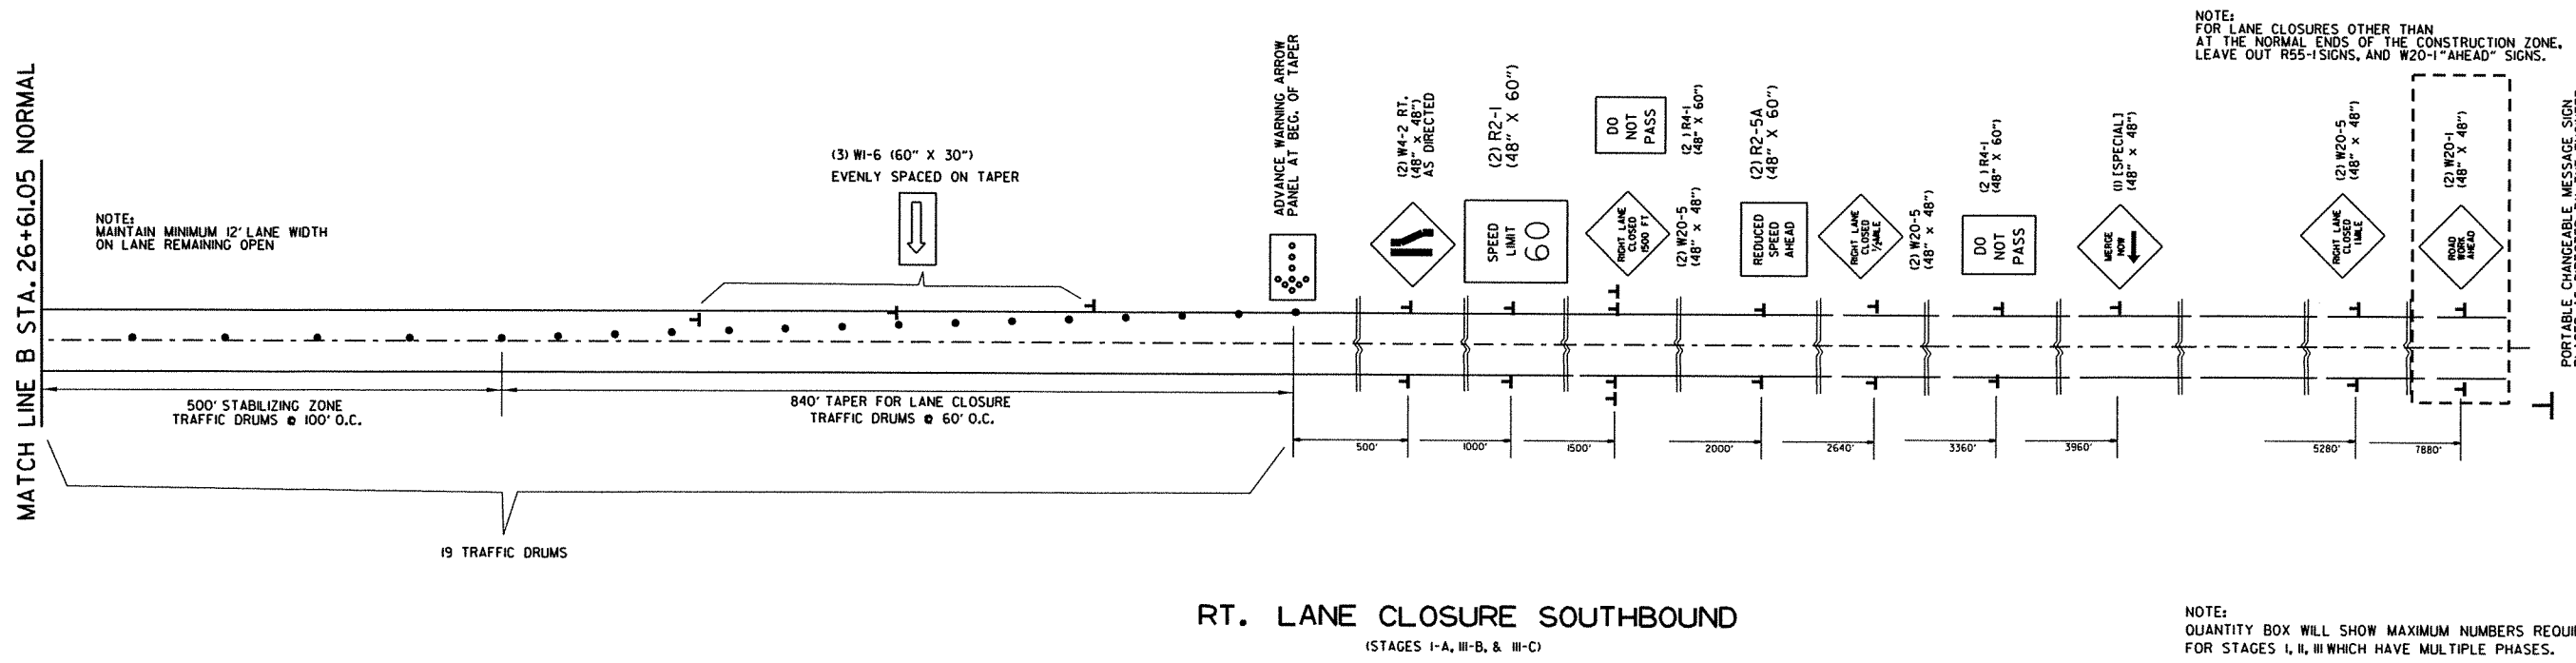 MATCH LINE B STA. 26+61.05 NORMAL
NOTE:
MAINTAIN MINIMUM 12' LANE WIDTH
ON LANE REMAINING OPEN
500' STABILIZING ZONE
TRAFFIC DRUMS @ 100' O.C.
19 TRAFFIC DRUMS
(3) W1-6 (60" X 30")
EVENLY SPACED ON TAPER
840' TAPER FOR LANE CLOSURE
TRAFFIC DRUMS @ 60' O.C.
ADVANCE WARNING ARROW
PANEL AT BEG. OF TAPER
(2) W4-2 RT.
(48" X 48")
AS DIRECTED
(2) R2-1
(48" X 60")
SPEED
LIMIT
60
DO
NOT
PASS
(2 ) R4-1
(48" X 60")
RIGHT LANE
CLOSED
1500 FT
(2) W20-5
(48" X 48")
(2) R2-5A
(48" X 60")
REDUCED
SPEED
AHEAD
RIGHT LANE
CLOSED
1/2MILE
(2) W20-5
(48" X 48")
(2 ) R4-1
(48" X 60")
DO
NOT
PASS
(1) [SPECIAL]
(48" X 48")
MERGE
NOW
(2) W20-5
(48" X 48")
RIGHT LANE
CLOSED
1 MILE
(2) W20-1
(48" X 48")
ROAD
WORK
AHEAD
500'
1000'
1500'
2000'
2640'
3360'
3960'
5280'
7880'
NOTE:
FOR LANE CLOSURES OTHER THAN
AT THE NORMAL ENDS OF THE CONSTRUCTION ZONE,
LEAVE OUT R55-1 SIGNS, AND W20-1 "AHEAD" SIGNS.
PORTABLE CHANGEABLE MESSAGE SIGN
RT. LANE CLOSURE SOUTHBOUND
(STAGES I-A, III-B, & III-C)
NOTE:
QUANTITY BOX WILL SHOW MAXIMUM NUMBERS
FOR STAGES I, II, III WHICH HAVE MULTIPLE PHASES.